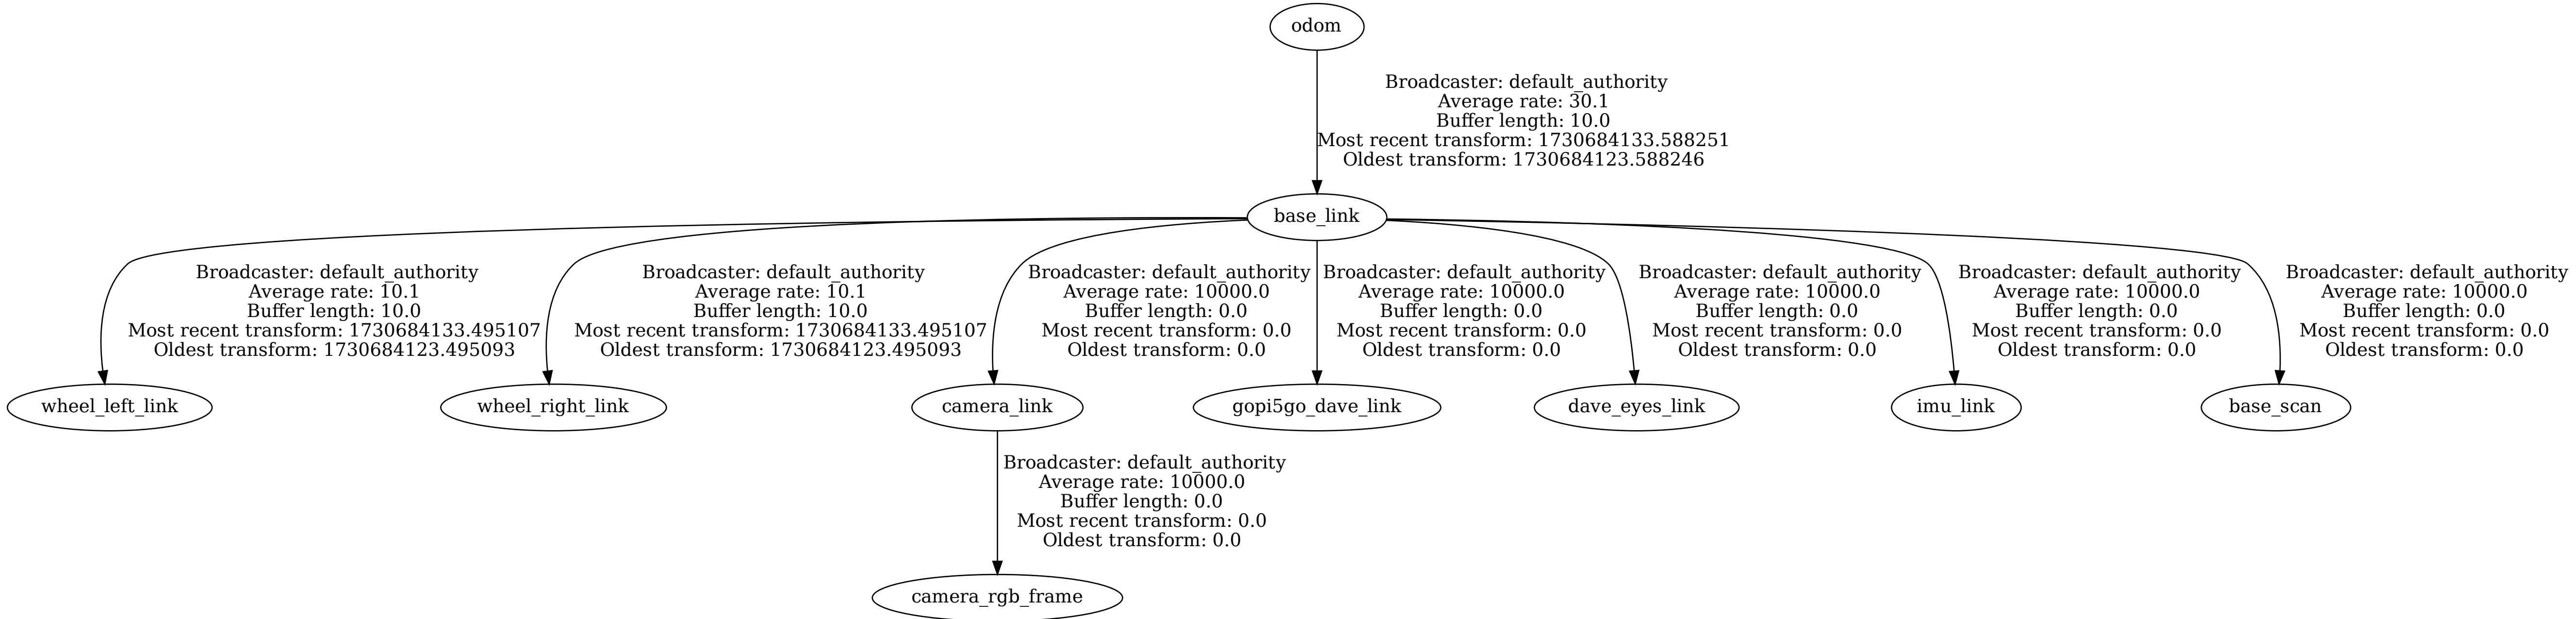 odom
Broadcaster: default_authority
Average rate: 30.1
Buffer length: 10.0
Most recent transform: 1730684133.588251
Oldest transform: 1730684123.588246
base_link
Broadcaster: default_authority
Average rate: 10.1
Buffer length: 10.0
Most recent transform: 1730684133.495107
Oldest transform: 1730684123.495093
Broadcaster: default_authority
Average rate: 10.1
Buffer length: 10.0
Most recent transform: 1730684133.495107
Oldest transform: 1730684123.495093
Broadcaster: default_authority
Average rate: 10000.0
Buffer length: 0.0
Most recent transform: 0.0
Oldest transform: 0.0
Broadcaster: default_authority
Average rate: 10000.0
Buffer length: 0.0
Most recent transform: 0.0
Oldest transform: 0.0
Broadcaster: default_authority
Average rate: 10000.0
Buffer length: 0.0
Most recent transform: 0.0
Oldest transform: 0.0
Broadcaster: default_authority
Average rate: 10000.0
Buffer length: 0.0
Most recent transform: 0.0
Oldest transform: 0.0
Broadcaster: default_authority
Average rate: 10000.0
Buffer length: 0.0
Most recent transform: 0.0
Oldest transform: 0.0
wheel_left_link
wheel_right_link
camera_link
gopi5go_dave_link
dave_eyes_link
imu_link
base_scan
Broadcaster: default_authority
Average rate: 10000.0
Buffer length: 0.0
Most recent transform: 0.0
Oldest transform: 0.0
camera_rgb_frame